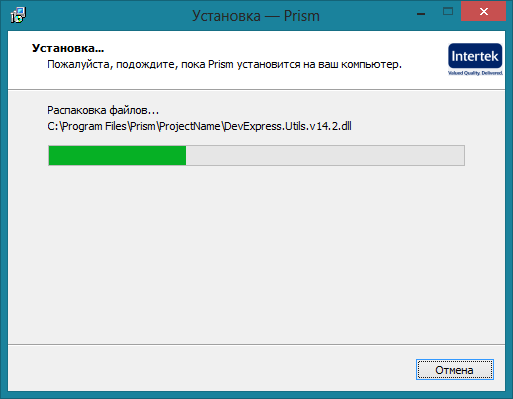 Установка — Prism
Установка...
Пожалуйста, подождите, пока Prism установится на ваш компьютер.
Intertek
Valued Quality. Delivered.
Распаковка файлов...
C:\Program Files\Prism\ProjectName\DevExpress.Utils.v14.2.dll
Отмена